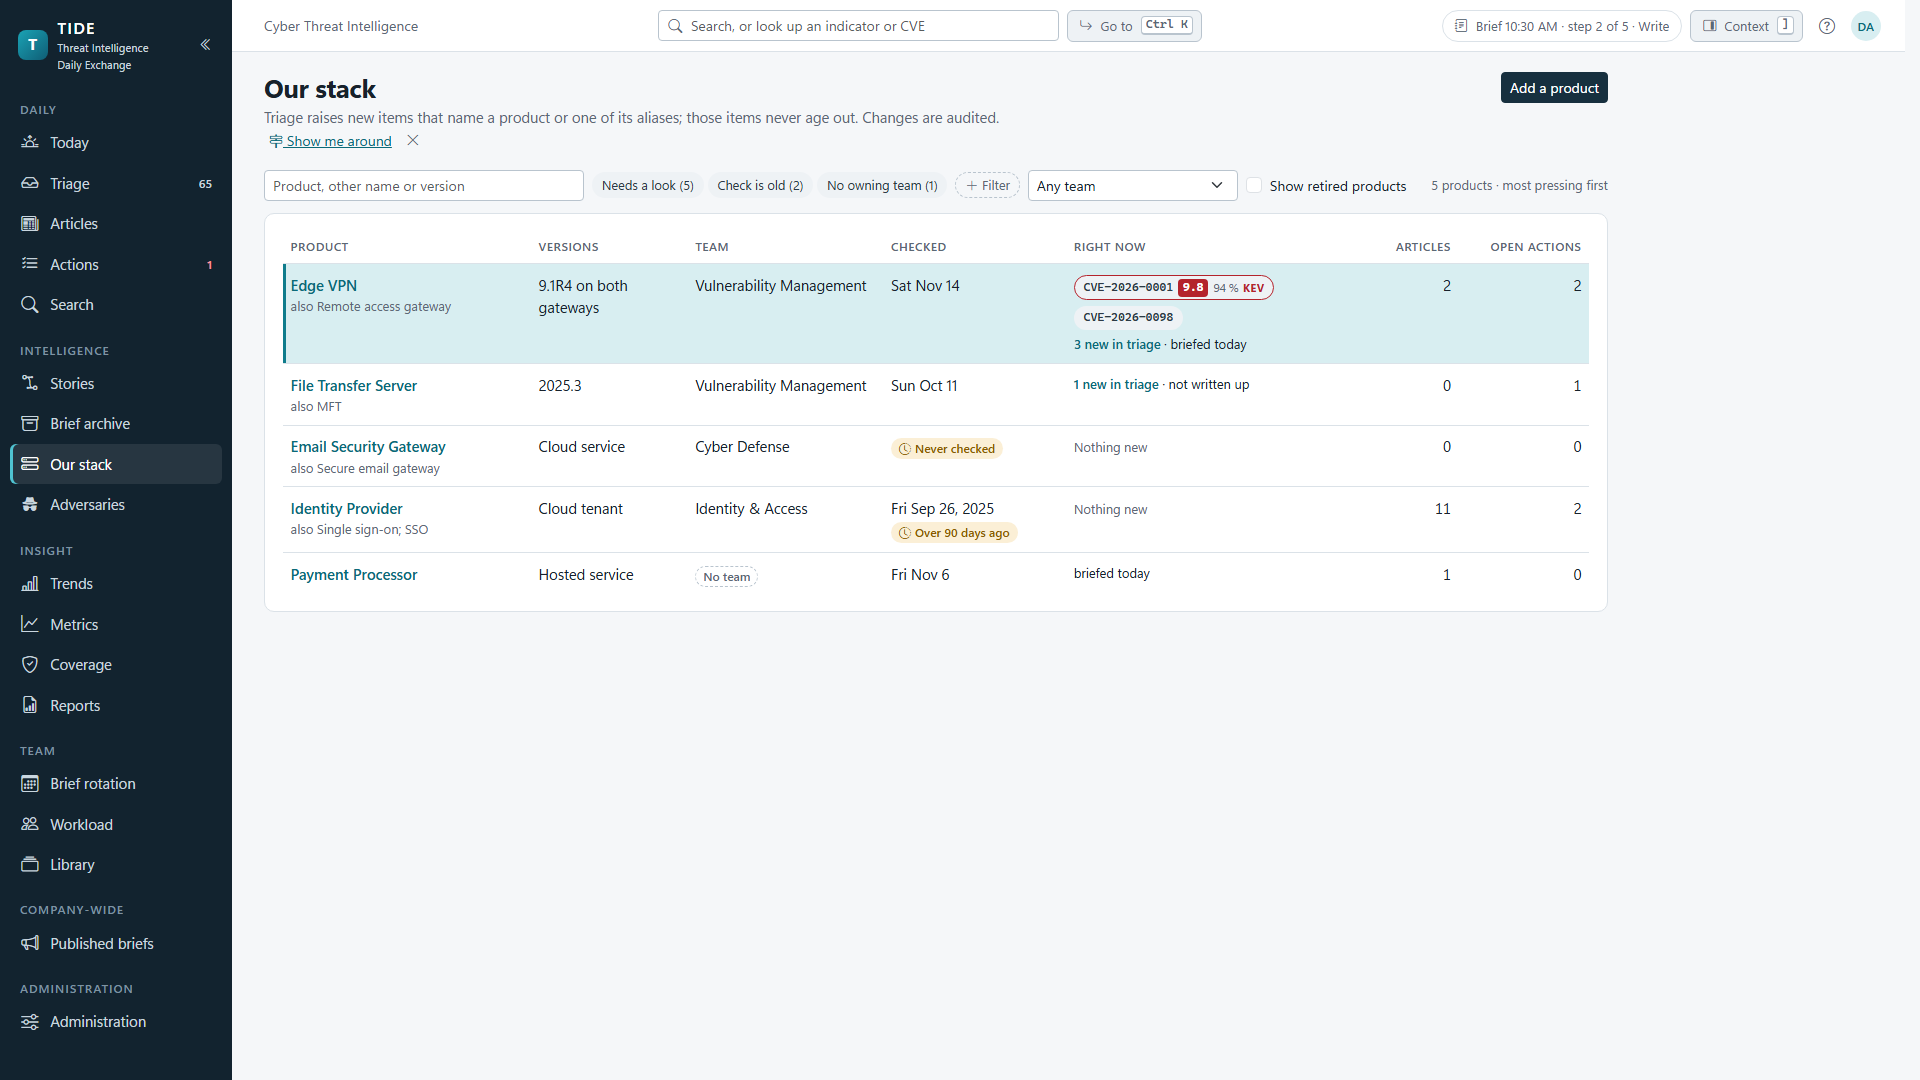 T
TIDE
Threat Intelligence
Daily Exchange
DAILY
Today
Triage 65
Articles
Actions 1
Search
INTELLIGENCE
Stories
Brief archive
Our stack
Adversaries
INSIGHT
Trends
Metrics
Coverage
Reports
TEAM
Brief rotation
Workload
Library
COMPANY-WIDE
Published briefs
ADMINISTRATION
Administration
Cyber Threat Intelligence
Search, or look up an indicator or CVE
Go to Ctrl K
Brief 10:30 AM · step 2 of 5 · Write
Context ]
?
DA
Our stack
Add a product
Triage raises new items that name a product or one of its aliases; those items never age out. Changes are audited.
Show me around
Product, other name or version
Needs a look (5)
Check is old (2)
No owning team (1)
+ Filter
Any team
Show retired products
5 products · most pressing first
PRODUCT VERSIONS TEAM CHECKED RIGHT NOW ARTICLES OPEN ACTIONS
Edge VPN
also Remote access gateway
9.1R4 on both
gateways
Vulnerability Management
Sat Nov 14
CVE-2026-0001 9.8 94 % KEV
CVE-2026-0098
3 new in triage · briefed today
2
2
File Transfer Server
also MFT
2025.3
Vulnerability Management
Sun Oct 11
1 new in triage · not written up
0
1
Email Security Gateway
also Secure email gateway
Cloud service
Cyber Defense
Never checked
Nothing new
0
0
Identity Provider
also Single sign-on; SSO
Cloud tenant
Identity & Access
Fri Sep 26, 2025
Over 90 days ago
Nothing new
11
2
Payment Processor
Hosted service
No team
Fri Nov 6
briefed today
1
0